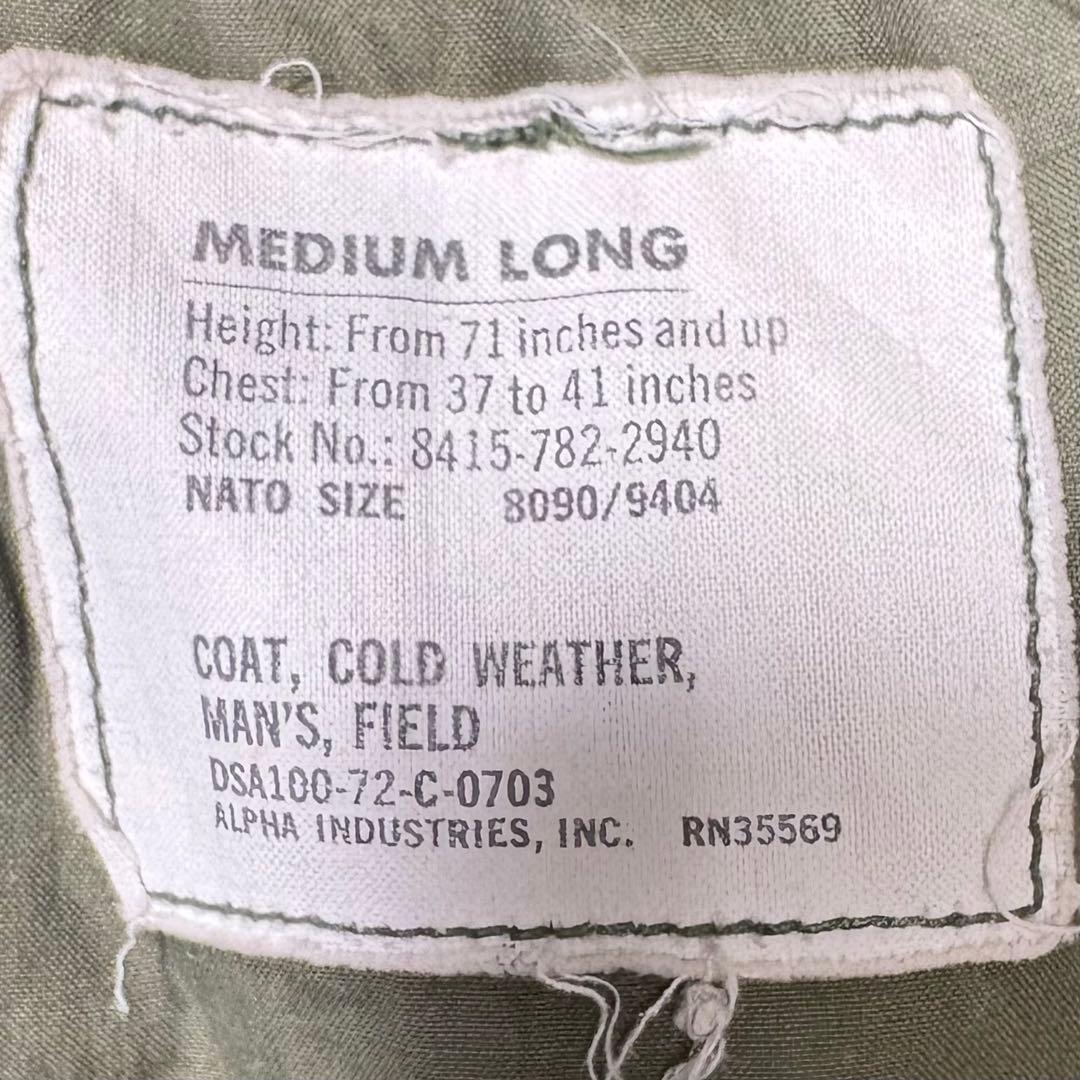 MEDIUM LONG
Height: From 71 inches and up
Chest: From 37 to 41 inches
Stock No.: 8415-782-2940
NATO SIZE 8090/9404
COAT, COLD WEATHER,
MAN'S, FIELD
DSA100-72-C-0703
ALPHA INDUSTRIES, INC. RN35569